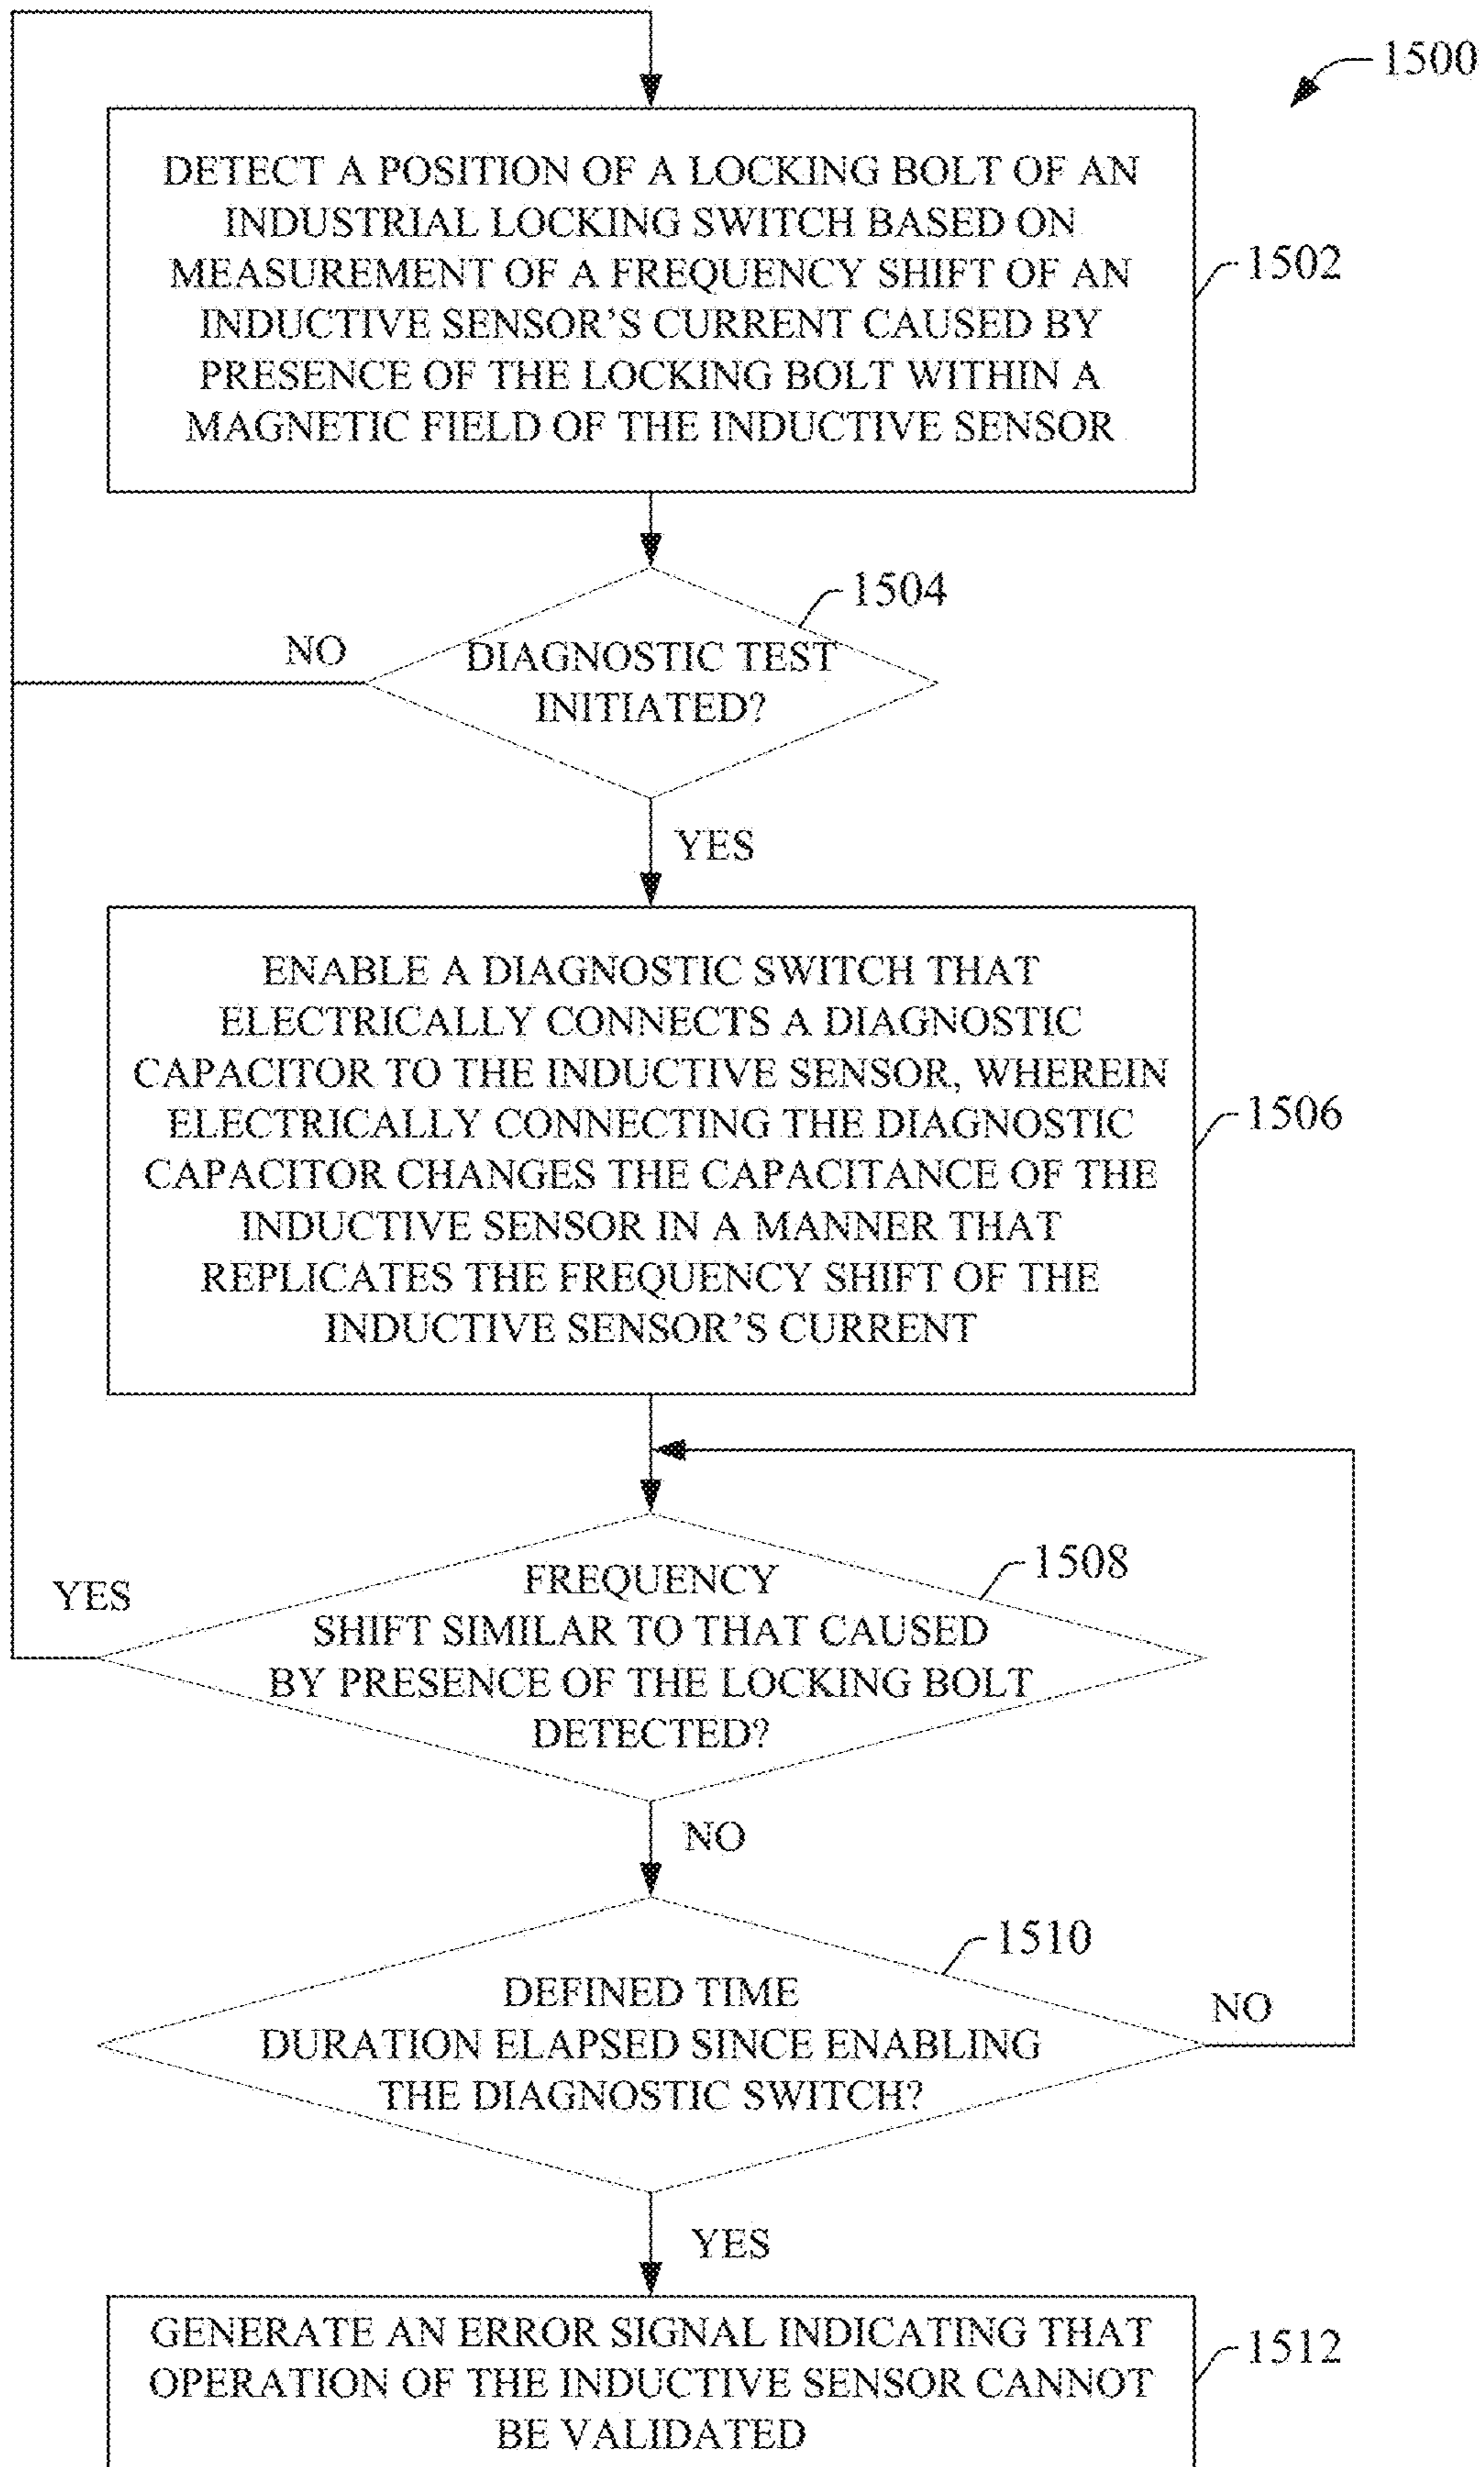 1500
DETECT A POSITION OF A LOCKING BOLT OF AN
INDUSTRIAL LOCKING SWITCH BASED ON
MEASUREMENT OF A FREQUENCY SHIFT OF AN
INDUCTIVE SENSOR'S CURRENT CAUSED BY
PRESENCE OF THE LOCKING BOLT WITHIN A
MAGNETIC FIELD OF THE INDUCTIVE SENSOR
1502
1504
NO
DIAGNOSTIC TEST
INITIATED?
YES
ENABLE A DIAGNOSTIC SWITCH THAT
ELECTRICALLY CONNECTS A DIAGNOSTIC
CAPACITOR TO THE INDUCTIVE SENSOR, WHEREIN
ELECTRICALLY CONNECTING THE DIAGNOSTIC
CAPACITOR CHANGES THE CAPACITANCE OF THE
INDUCTIVE SENSOR IN A MANNER THAT
REPLICATES THE FREQUENCY SHIFT OF THE
INDUCTIVE SENSOR'S CURRENT
1506
1508
YES
FREQUENCY
SHIFT SIMILAR TO THAT CAUSED
BY PRESENCE OF THE LOCKING BOLT
DETECTED?
NO
1510
DEFINED TIME
DURATION ELAPSED SINCE ENABLING
THE DIAGNOSTIC SWITCH?
NO
YES
GENERATE AN ERROR SIGNAL INDICATING THAT
OPERATION OF THE INDUCTIVE SENSOR CANNOT
BE VALIDATED
1512